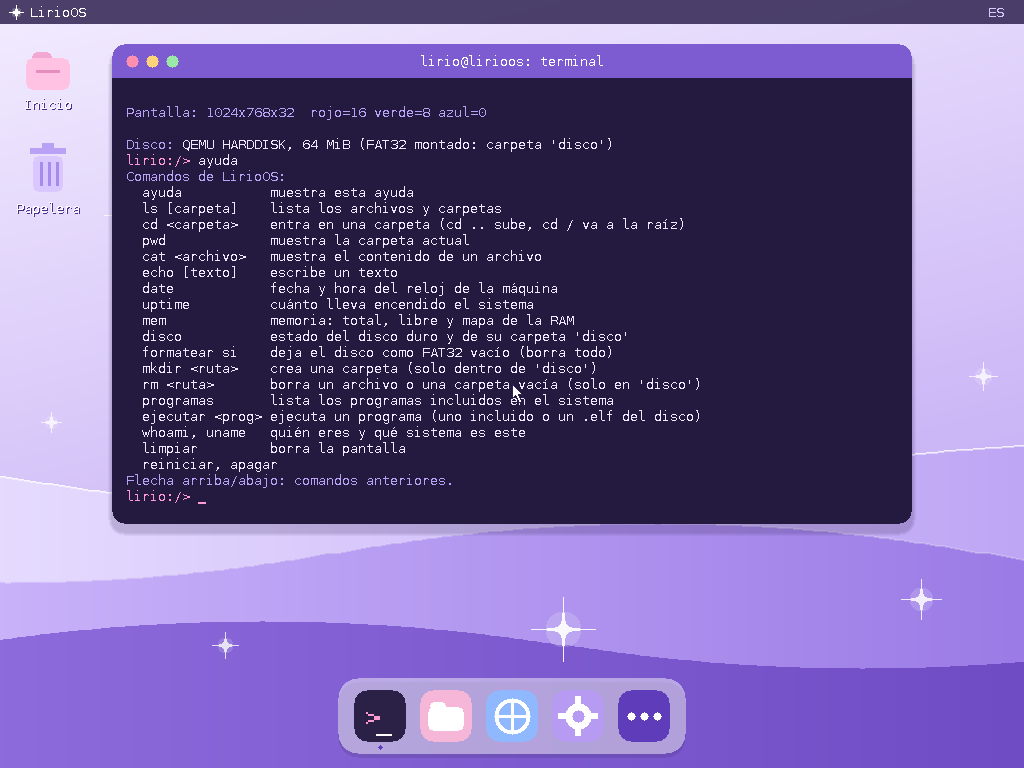 LirioOS
ES
Inicio
Papelera
lirio@lirioos: terminal
Pantalla: 1024x768x32  rojo=16 verde=8 azul=0
Disco: QEMU HARDDISK, 64 MiB (FAT32 montado: carpeta 'disco')
lirio:/> ayuda
Comandos de LirioOS:
  ayuda           muestra esta ayuda
  ls [carpeta]    lista los archivos y carpetas
  cd <carpeta>    entra en una carpeta (cd .. sube, cd / va a la raíz)
  pwd             muestra la carpeta actual
  cat <archivo>   muestra el contenido de un archivo
  echo [texto]    escribe un texto
  date            fecha y hora del reloj de la máquina
  uptime          cuánto lleva encendido el sistema
  mem             memoria: total, libre y mapa de la RAM
  disco           estado del disco duro y de su carpeta 'disco'
  formatear si    deja el disco como FAT32 vacío (borra todo)
  mkdir <ruta>    crea una carpeta (solo dentro de 'disco')
  rm <ruta>       borra un archivo o una carpeta vacía (solo en 'disco')
  programas       lista los programas incluidos en el sistema
  ejecutar <prog> ejecuta un programa (uno incluido o un .elf del disco)
  whoami, uname   quién eres y qué sistema es este
  limpiar         borra la pantalla
  reiniciar, apagar
Flecha arriba/abajo: comandos anteriores.
lirio:/> _
>_